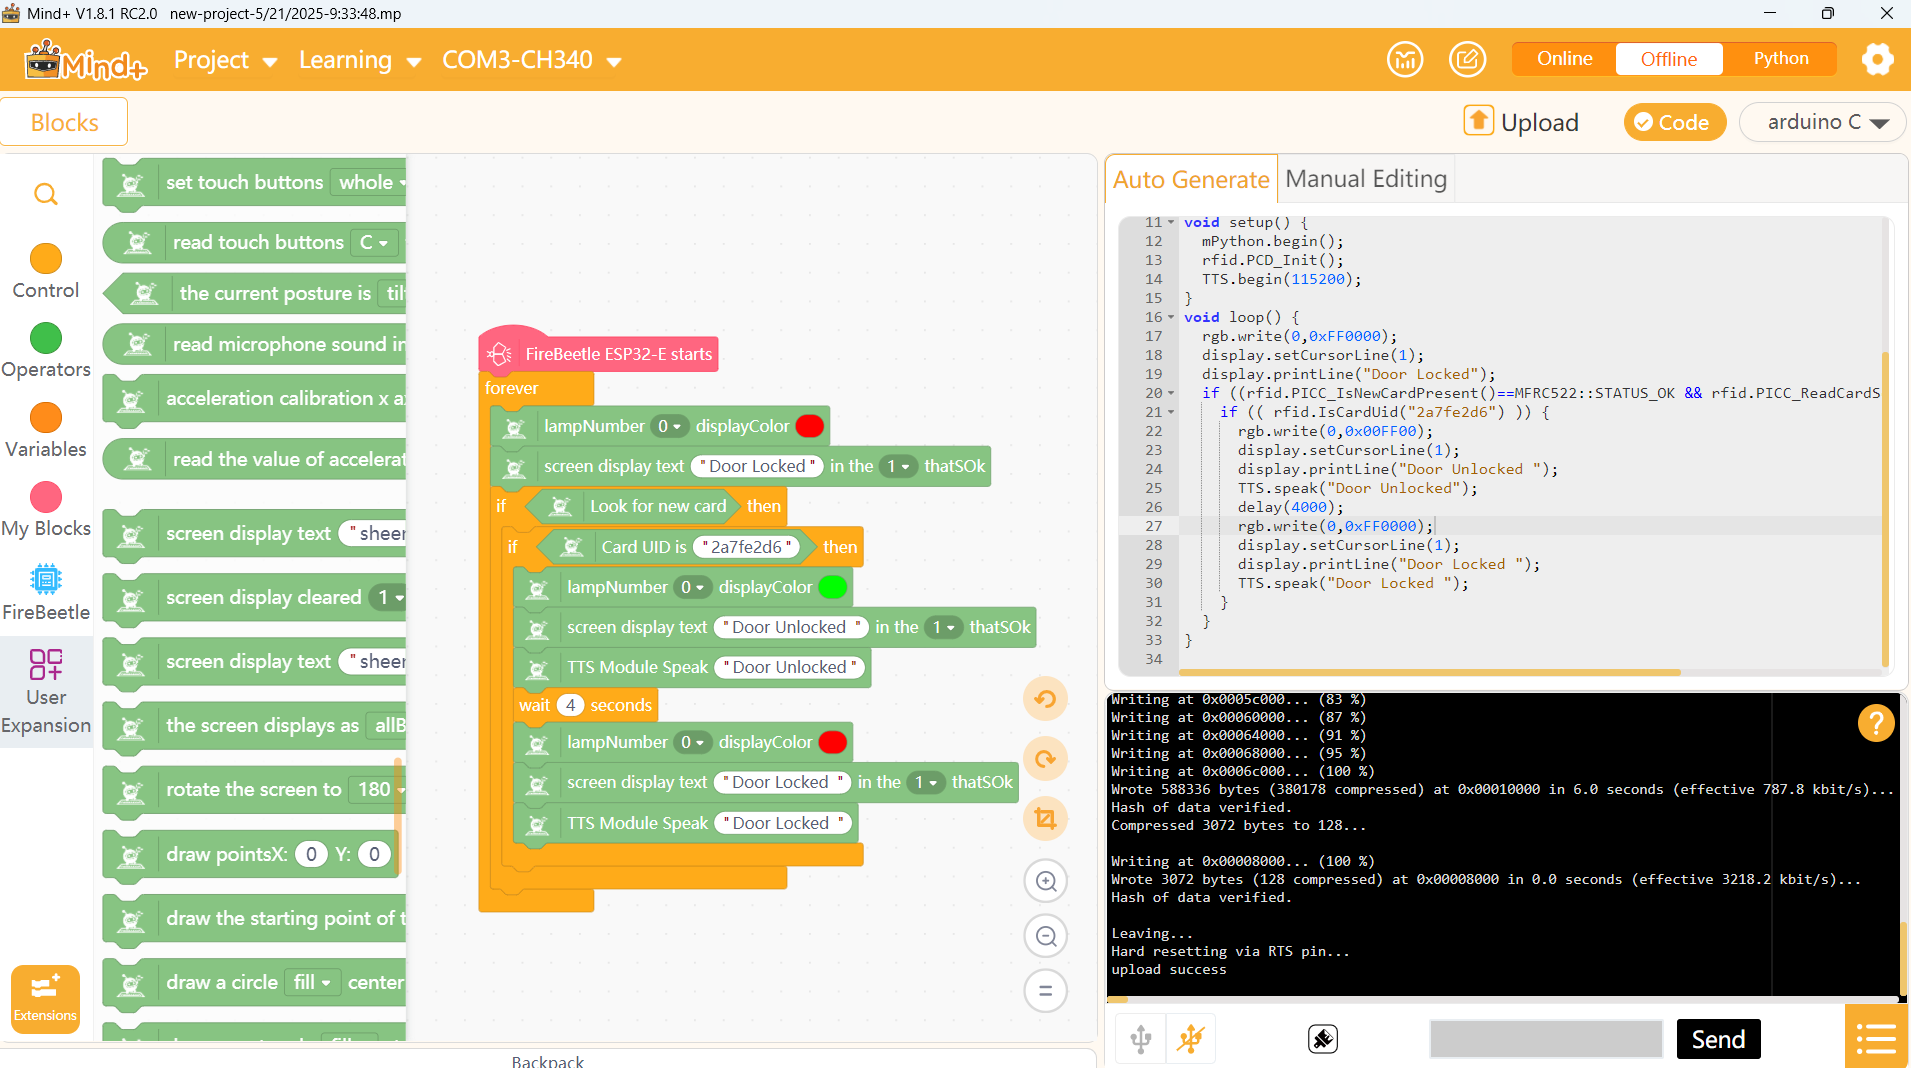 Mind+ V1.8.1 RC2.0   new-project-5/21/2025-9:33:48.mp
Mind+ Project Learning COM3-CH340 Online Offline Python
Blocks
Upload Code arduino C
Control
Operators
Variables
My Blocks
FireBeetle
User
Expansion
Extensions
set touch buttons whole
read touch buttons C
the current posture is
read microphone sound in
acceleration calibration x
read the value of accelerat
screen display text "sheer
screen display cleared 1
screen display text "sheer
the screen displays as allB
rotate the screen to 180
draw pointsX: 0 Y: 0
draw the starting point of t
draw a circle fill center
FireBeetle ESP32-E starts
forever
lampNumber 0 displayColor
screen display text "Door Locked" in the 1 thatSOk
if Look for new card then
if Card UID is "2a7fe2d6" then
lampNumber 0 displayColor
screen display text "Door Unlocked " in the 1 thatSOk
TTS Module Speak "Door Unlocked"
wait 4 seconds
lampNumber 0 displayColor
screen display text "Door Locked " in the 1 thatSOk
TTS Module Speak "Door Locked "
Backpack
Auto Generate Manual Editing
11 void setup() {
12 mPython.begin();
13 rfid.PCD_Init();
14 TTS.begin(115200);
15 }
16 void loop() {
17 rgb.write(0,0xFF0000);
18 display.setCursorLine(1);
19 display.printLine("Door Locked");
20 if ((rfid.PICC_IsNewCardPresent()==MFRC522::STATUS_OK && rfid.PICC_ReadCardS
21 if (( rfid.IsCardUid("2a7fe2d6") )) {
22 rgb.write(0,0x00FF00);
23 display.setCursorLine(1);
24 display.printLine("Door Unlocked ");
25 TTS.speak("Door Unlocked");
26 delay(4000);
27 rgb.write(0,0xFF0000);
28 display.setCursorLine(1);
29 display.printLine("Door Locked ");
30 TTS.speak("Door Locked ");
31 }
32 }
33 }
34
Writing at 0x0005c000... (83 %)
Writing at 0x00060000... (87 %)
Writing at 0x00064000... (91 %)
Writing at 0x00068000... (95 %)
Writing at 0x0006c000... (100 %)
Wrote 588336 bytes (380178 compressed) at 0x00010000 in 6.0 seconds (effective 787.8 kbit/s)...
Hash of data verified.
Compressed 3072 bytes to 128...
Writing at 0x00008000... (100 %)
Wrote 3072 bytes (128 compressed) at 0x00008000 in 0.0 seconds (effective 3218.2 kbit/s)...
Hash of data verified.
Leaving...
Hard resetting via RTS pin...
upload success
Send